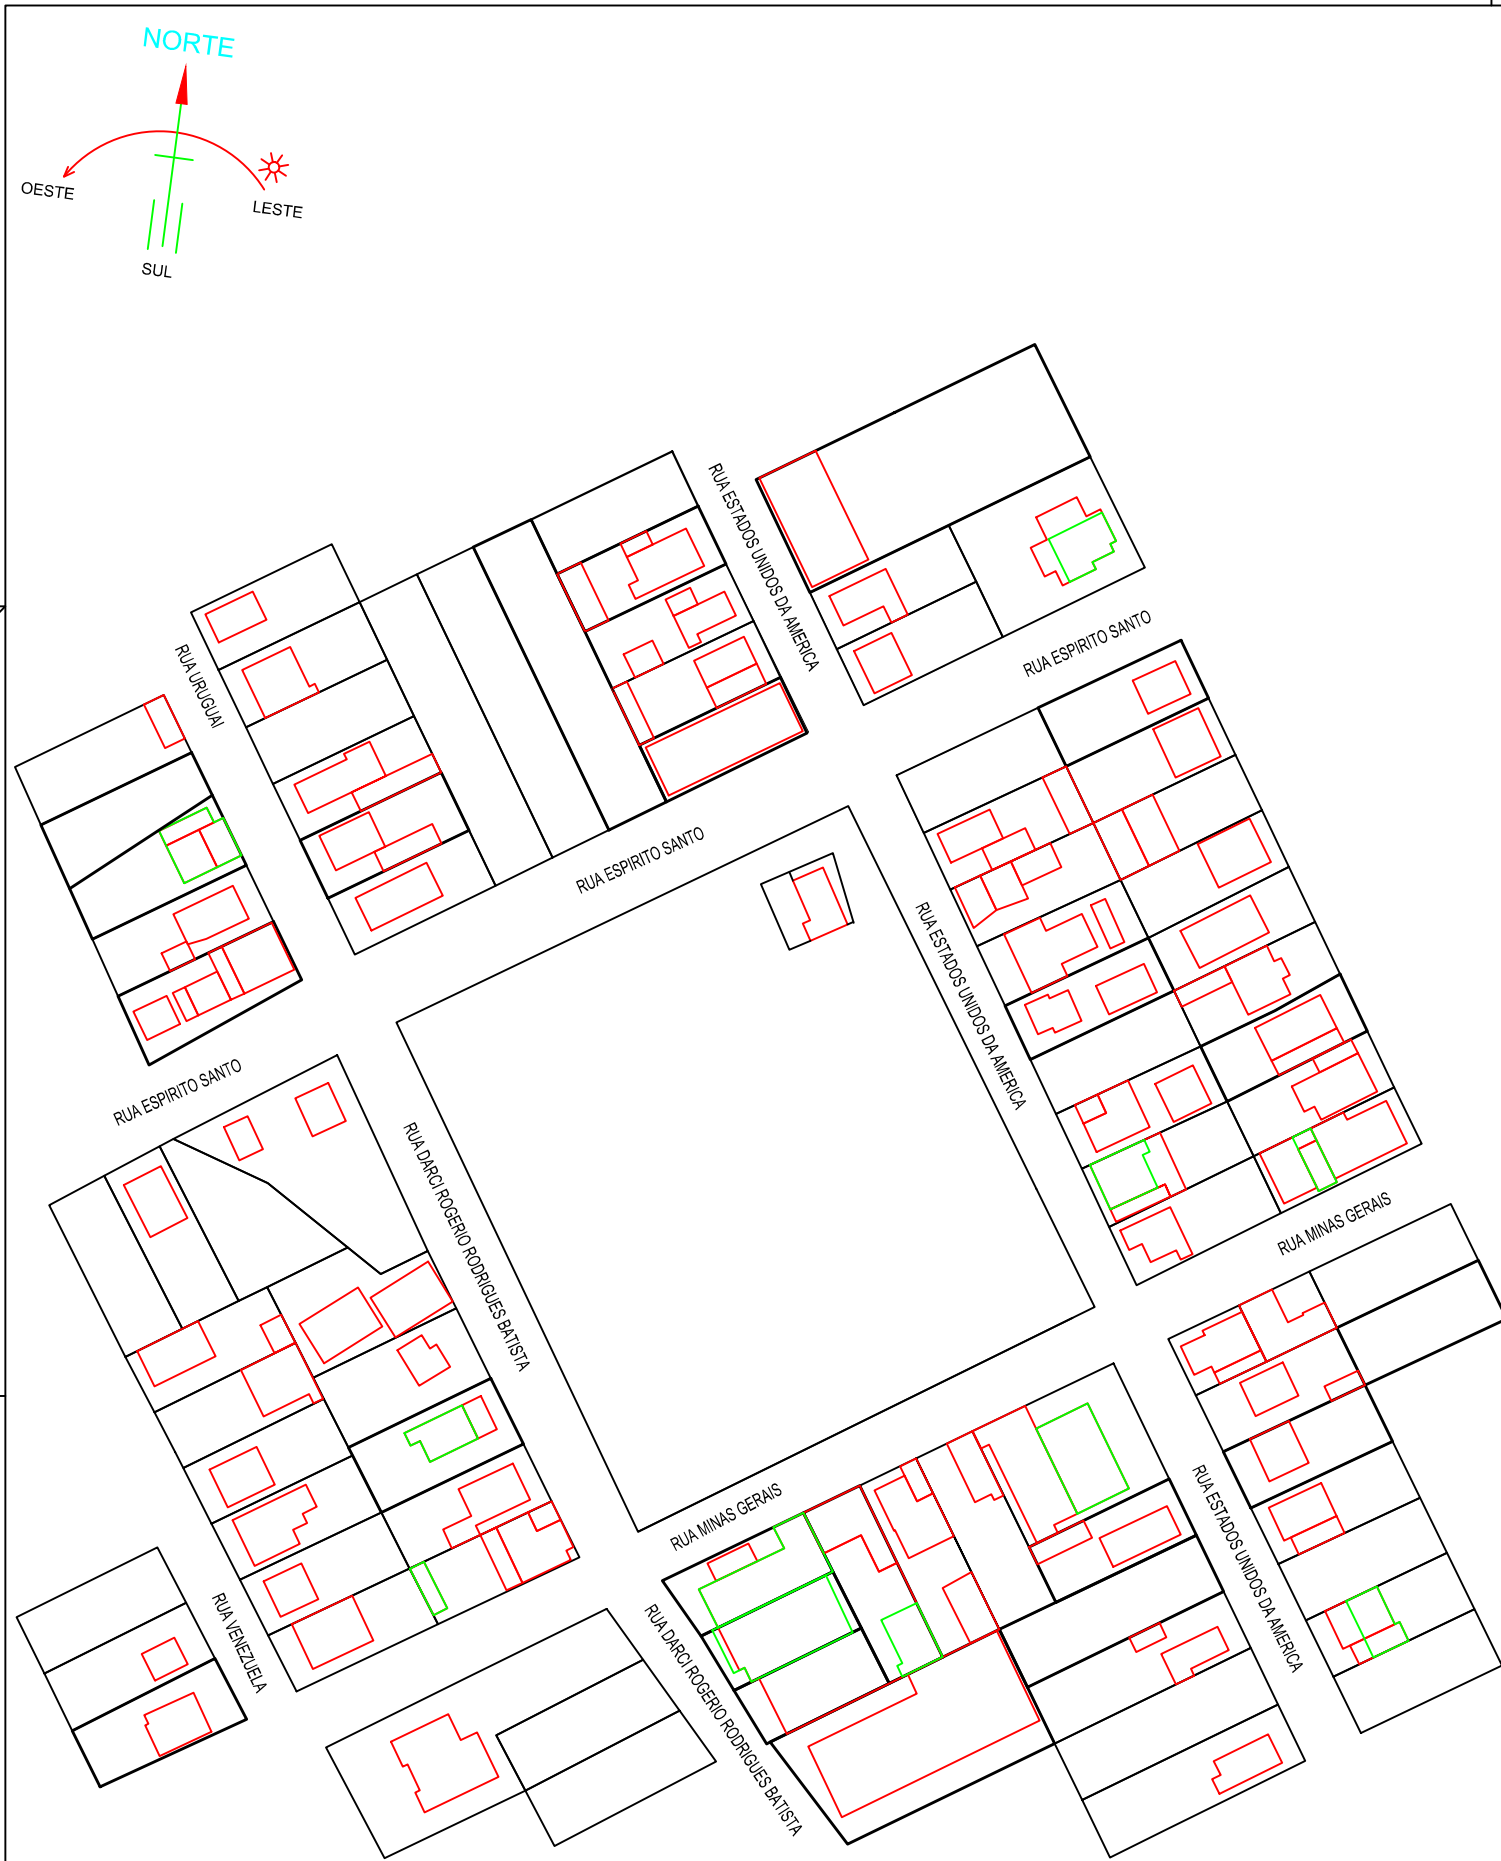 NORTE
OESTE
LESTE
SUL
RUA ESTADOS UNIDOS DA AMERICA
RUA ESPIRITO SANTO
RUA URUGUAI
RUA ESPIRITO SANTO
RUA ESTADOS UNIDOS DA AMERICA
RUA ESPIRITO SANTO
RUA DARCI ROGERIO RODRIGUES BATISTA
RUA MINAS GERAIS
RUA MINAS GERAIS
RUA ESTADOS UNIDOS DA AMERICA
RUA VENEZUELA
RUA DARCI ROGERIO RODRIGUES BATISTA